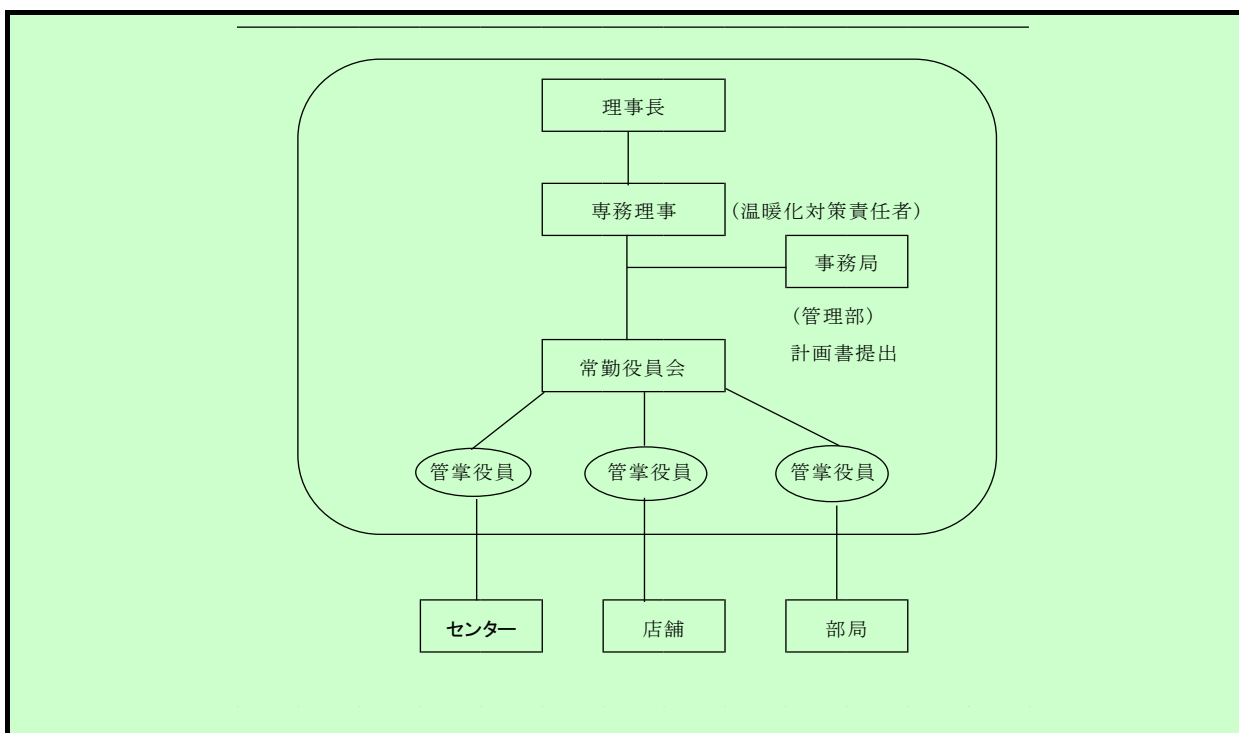 理事長
専務理事
(温暖化対策責任者)
事務局
(管理部)
計画書提出
常勤役員会
管掌役員
管掌役員
管掌役員
センター
店舗
部局